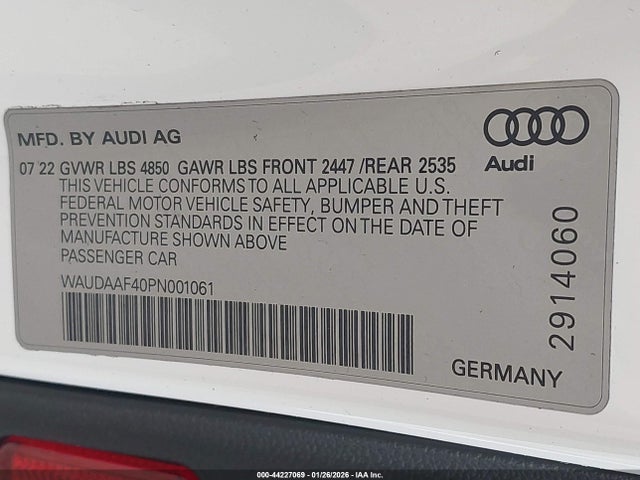 MFD. BY AUDI AG
Audi
07 22 GVWR LBS 4850 GAWR LBS FRONT 2447 /REAR 2535
THIS VEHICLE CONFORMS TO ALL APPLICABLE U.S.
FEDERAL MOTOR VEHICLE SAFETY, BUMPER AND THEFT
PREVENTION STANDARDS IN EFFECT ON THE DATE OF
MANUFACTURE SHOWN ABOVE
PASSENGER CAR
WAUDAAF40PN001061
2914060
GERMANY
000-44227069 | 01/26/2026 | IAA Inc.